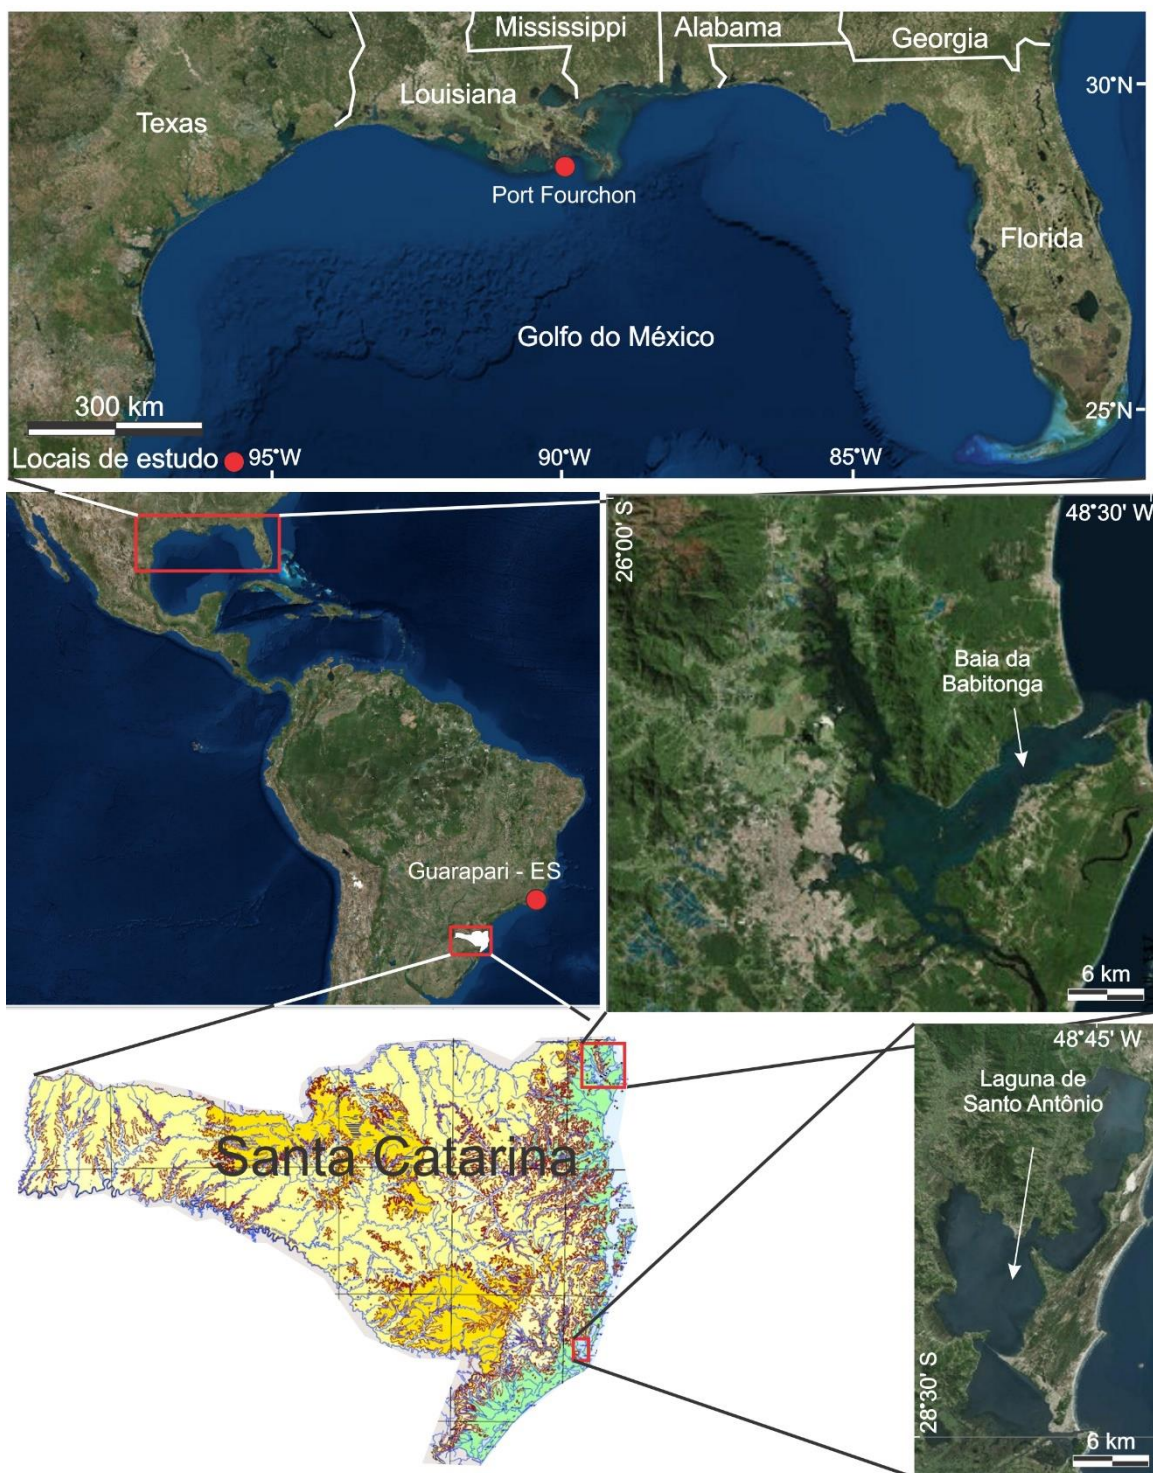 Mississippi
Alabama
Georgia
Louisiana
Texas
30°N
Port Fourchon
Florida
Golfo do México
300 km
25°N
Locais de estudo
95°W
90°W
85°W
26°00' S
48°30' W
Baia da
Babitonga
Guarapari - ES
6 km
48°45' W
Laguna de
Santo Antônio
Santa Catarina
28°30' S
6 km